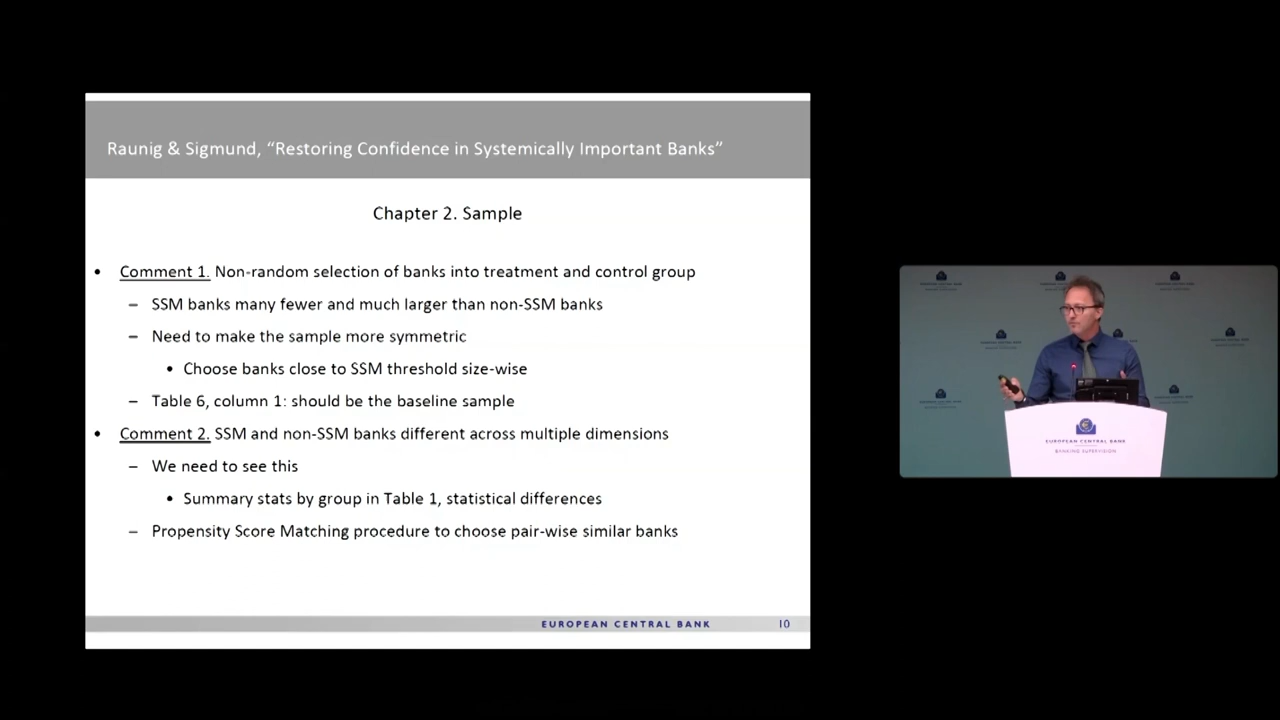 Raunig & Sigmund, “Restoring Confidence in Systemically Important Banks”
Chapter 2. Sample
• Comment 1. Non-random selection of banks into treatment and control group
– SSM banks many fewer and much larger than non-SSM banks
– Need to make the sample more symmetric
• Choose banks close to SSM threshold size-wise
– Table 6, column 1: should be the baseline sample
• Comment 2. SSM and non-SSM banks different across multiple dimensions
– We need to see this
• Summary stats by group in Table 1, statistical differences
– Propensity Score Matching procedure to choose pair-wise similar banks
EUROPEAN CENTRAL BANK 10
EUROPEAN CENTRAL BANK
BANKING SUPERVISION